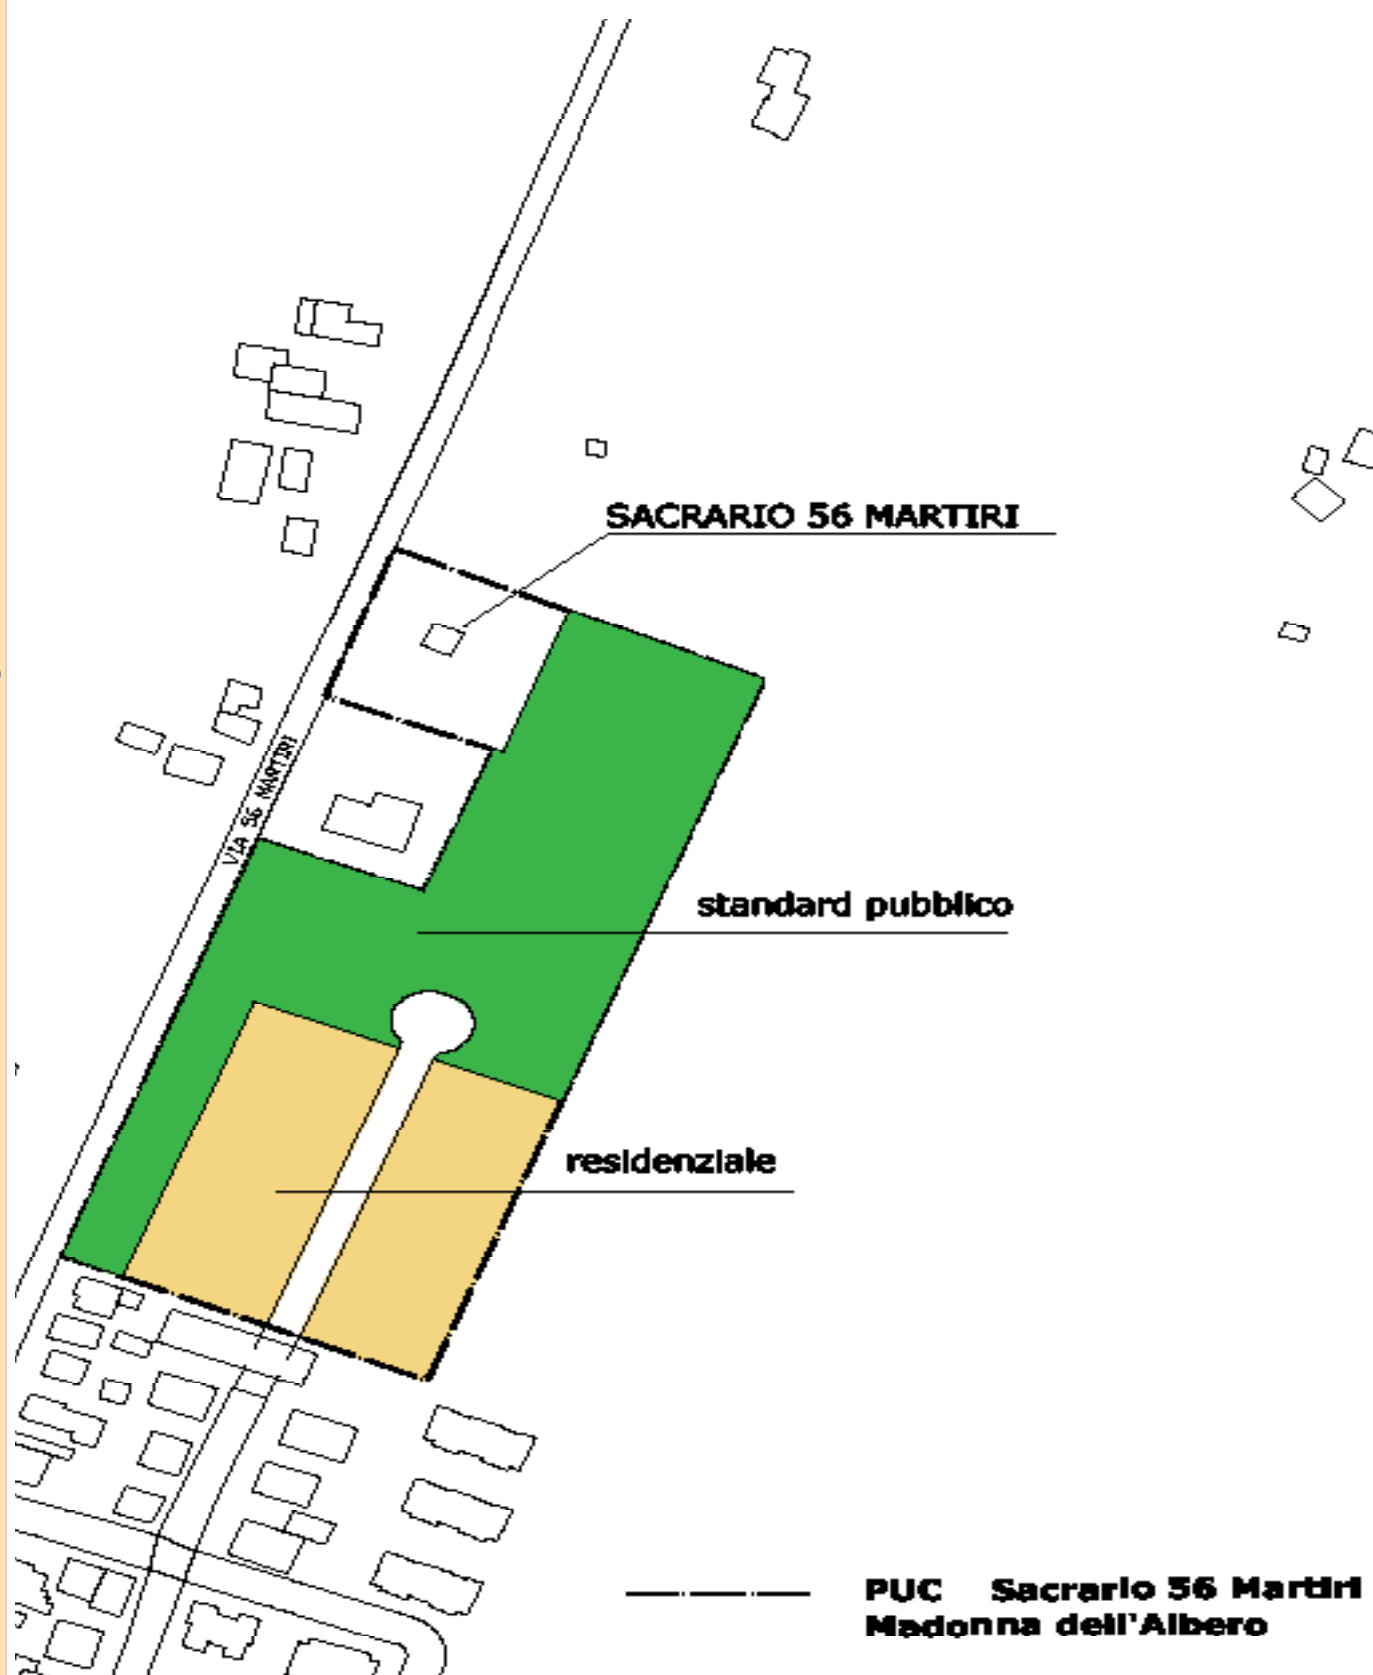 SACRARIO 56 MARTIRI
VIA 56 MARTIRI
standard pubblico
residenziale
PUC Sacrario 56 Martiri
Madonna dell'Albero